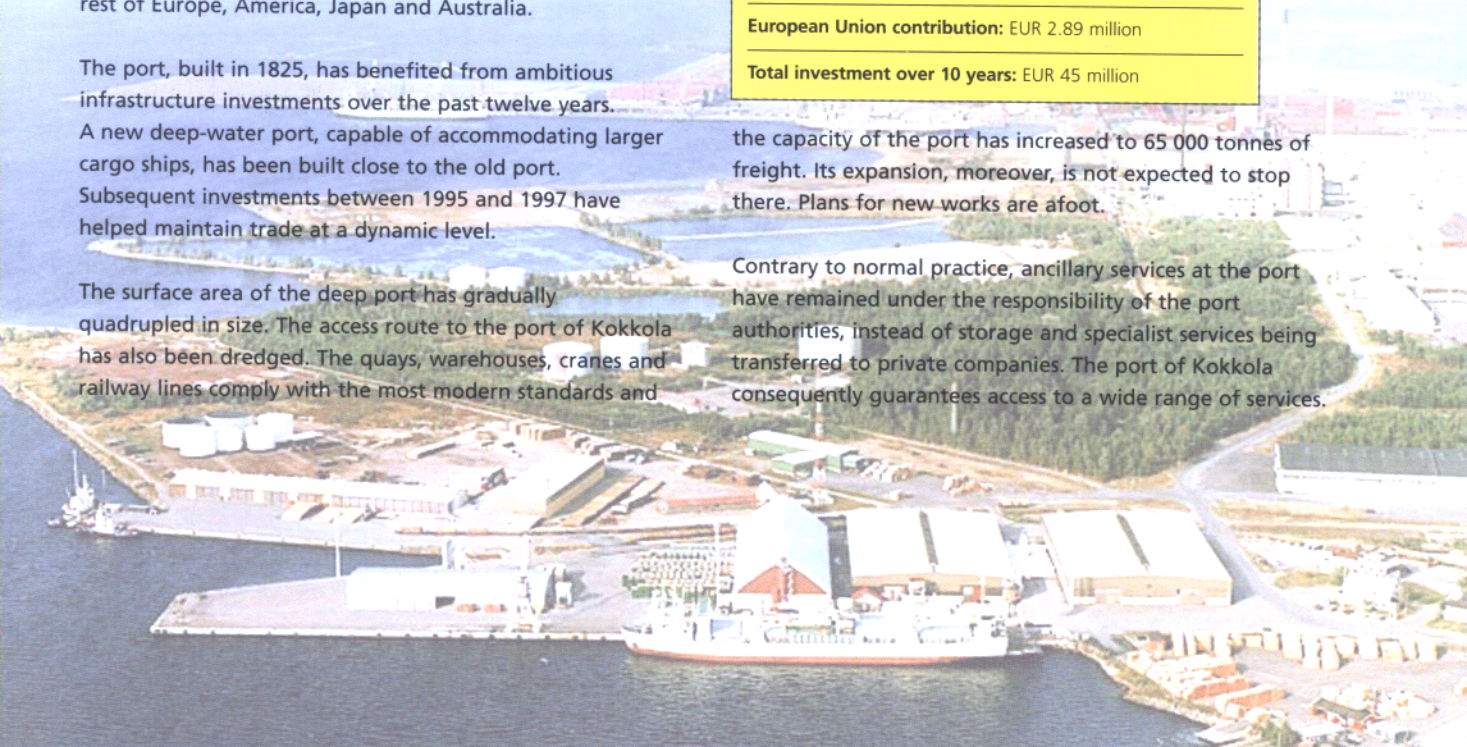 rest of Europe, America, Japan and Australia.
The port, built in 1825, has benefited from ambitious
infrastructure investments over the past twelve years.
A new deep-water port, capable of accommodating larger
cargo ships, has been built close to the old port.
Subsequent investments between 1995 and 1997 have
helped maintain trade at a dynamic level.
The surface area of the deep port has gradually
quadrupled in size. The access route to the port of Kokkola
has also been dredged. The quays, warehouses, cranes and
railway lines comply with the most modern standards and
European Union contribution: EUR 2.89 million
Total investment over 10 years: EUR 45 million
the capacity of the port has increased to 65 000 tonnes of
freight. Its expansion, moreover, is not expected to stop
there. Plans for new works are afoot.
Contrary to normal practice, ancillary services at the port
have remained under the responsibility of the port
authorities, instead of storage and specialist services being
transferred to private companies. The port of Kokkola
consequently guarantees access to a wide range of services.